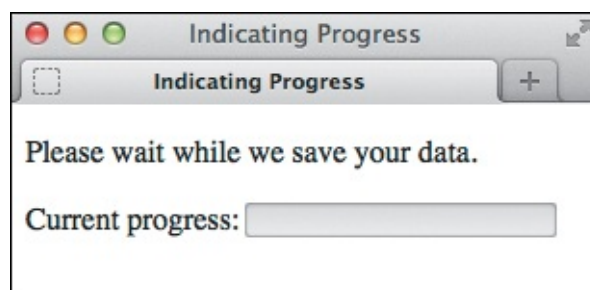 Indicating Progress
Indicating Progress
Please wait while we save your data.
Current progress: